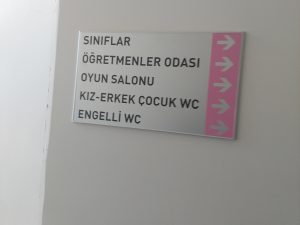 SINIFLAR
ÖĞRETMENLER ODASI
OYUN SALONU
KIZ-ERKEK ÇOCUK WC
ENGELLİ WC